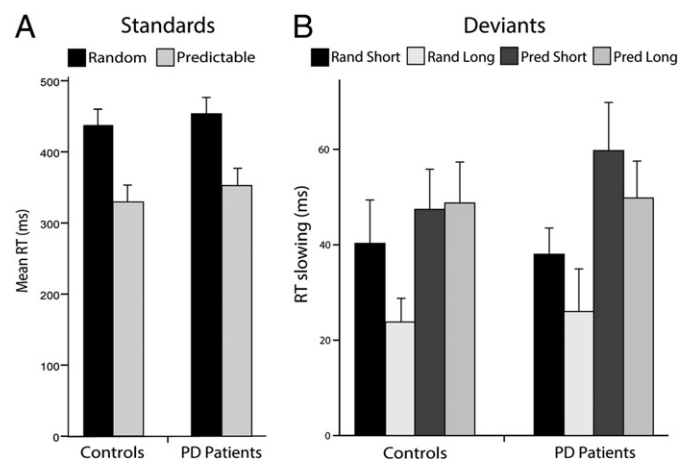 A
Standards
Random
Predictable
500
400
300
200
100
0
Mean RT (ms)
Controls
PD Patients
B
Deviants
Rand Short
Rand Long
Pred Short
Pred Long
60
40
20
0
RT slowing (ms)
Controls
PD Patients